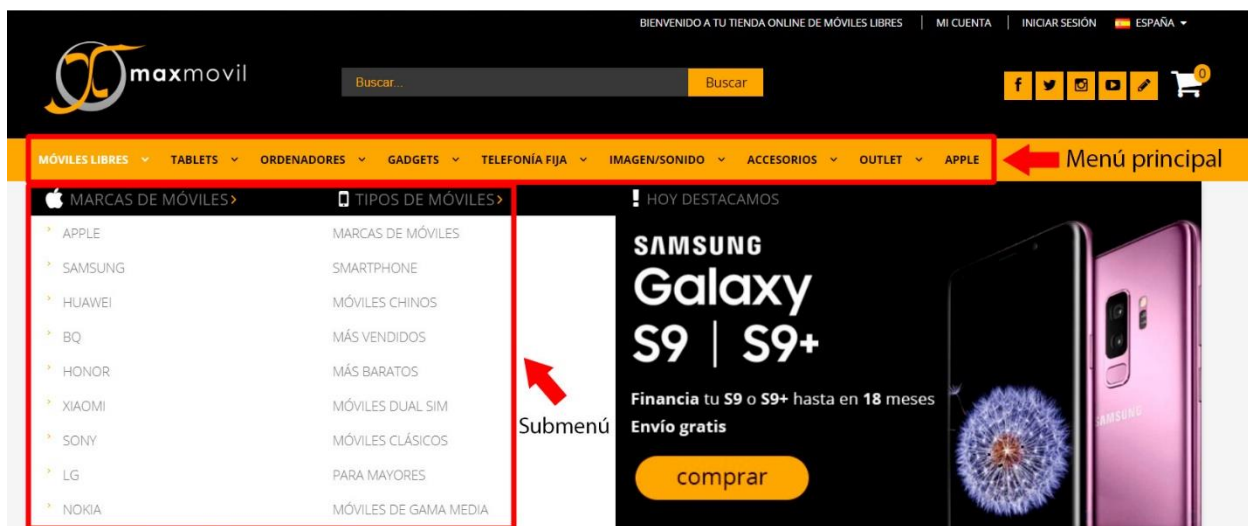 BIENVENIDO A TU TIENDA ONLINE DE MÓVILES LIBRES | MI CUENTA | INICIAR SESIÓN ESPAÑA
maxmovil
Buscar... Buscar
0
MÓVILES LIBRES TABLETS ORDENADORES GADGETS TELEFONÍA FIJA IMAGEN/SONIDO ACCESORIOS OUTLET APPLE Menú principal
MARCAS DE MÓVILES TIPOS DE MÓVILES HOY DESTACAMOS
APPLE MARCAS DE MÓVILES
SAMSUNG SMARTPHONE
HUAWEI MÓVILES CHINOS
BQ MÁS VENDIDOS
HONOR MÁS BARATOS
XIAOMI MÓVILES DUAL SIM
SONY MÓVILES CLÁSICOS
LG PARA MAYORES
NOKIA MÓVILES DE GAMA MEDIA
Submenú
SAMSUNG
Galaxy
S9 | S9+
Financia tu S9 o S9+ hasta en 18 meses
Envío gratis
comprar
SAMSUNG